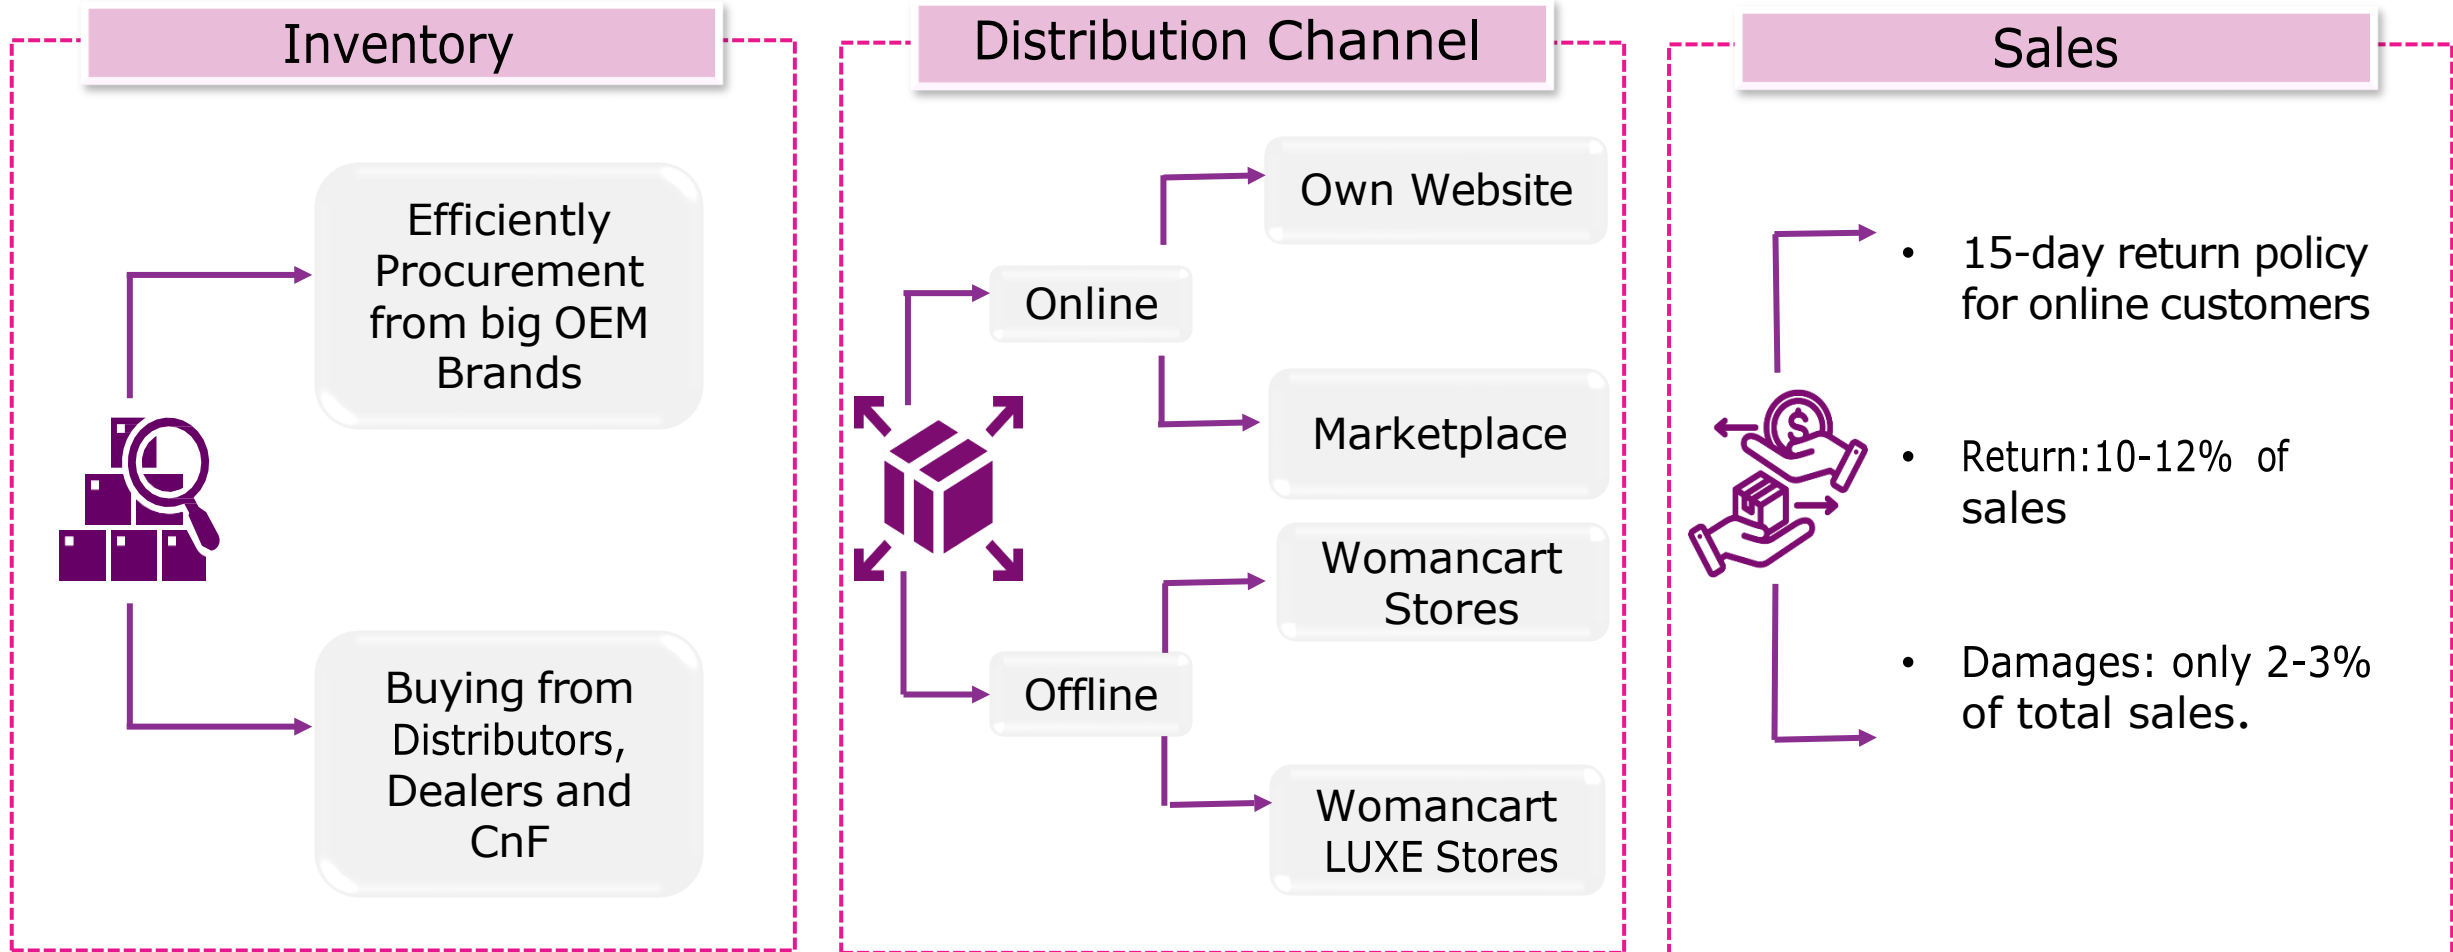 Inventory
Efficiently
Procurement
from big OEM
Brands
Buying from
Distributors,
Dealers and
CnF
Distribution Channel
Online
Own Website
Marketplace
Offline
Womancart
Stores
Womancart
LUXE Stores
Sales
• 15-day return policy
for online customers
• Return:10-12% of
sales
• Damages: only 2-3%
of total sales.